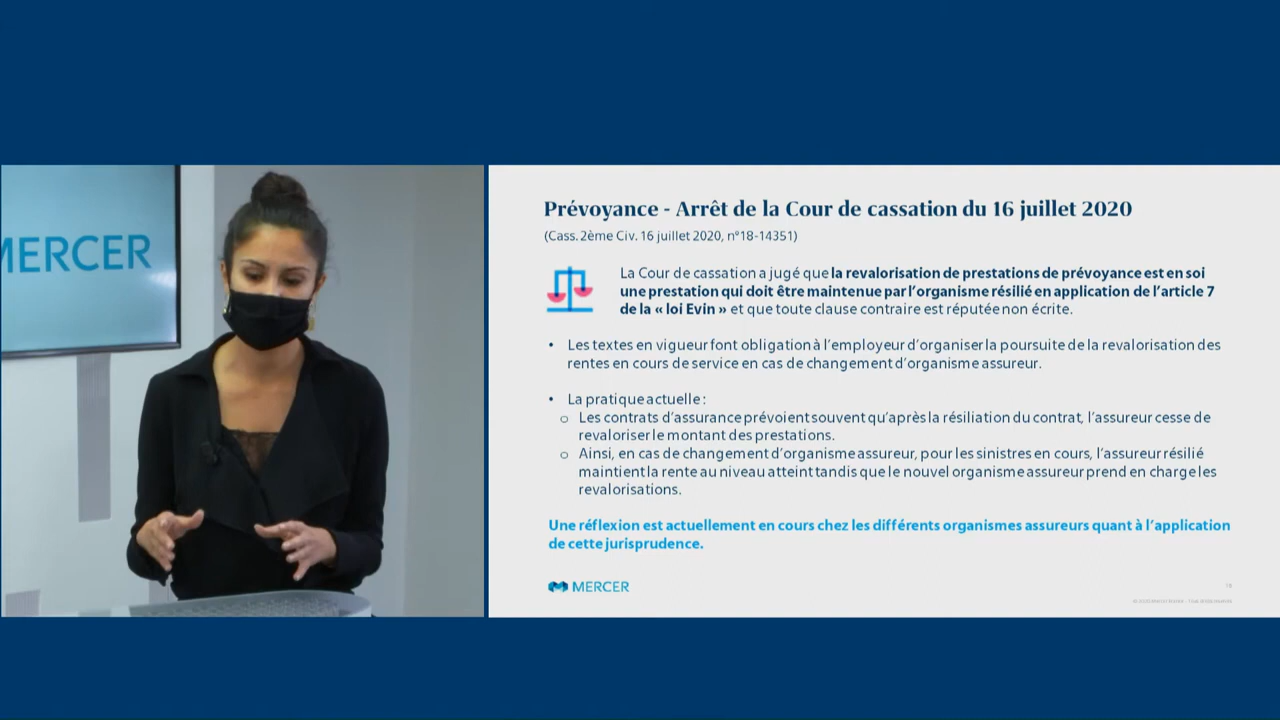 MERCER
Prévoyance - Arrêt de la Cour de cassation du 16 juillet 2020
(Cass. 2ème Civ. 16 juillet 2020, n°18-14351)
La Cour de cassation a jugé que la revalorisation de prestations de prévoyance est en soi
une prestation qui doit être maintenue par l'organisme résilié en application de l'article 7
de la « loi Evin » et que toute clause contraire est réputée non écrite.
• Les textes en vigueur font obligation à l'employeur d'organiser la poursuite de la revalorisation des
rentes en cours de service en cas de changement d'organisme assureur.
• La pratique actuelle :
o Les contrats d'assurance prévoient souvent qu'après la résiliation du contrat, l'assureur cesse de
revaloriser le montant des prestations.
o Ainsi, en cas de changement d'organisme assureur, pour les sinistres en cours, l'assureur résilié
maintient la rente au niveau atteint tandis que le nouvel organisme assureur prend en charge les
revalorisations.
Une réflexion est actuellement en cours chez les différents organismes assureurs quant à l'application
de cette jurisprudence.
MERCER